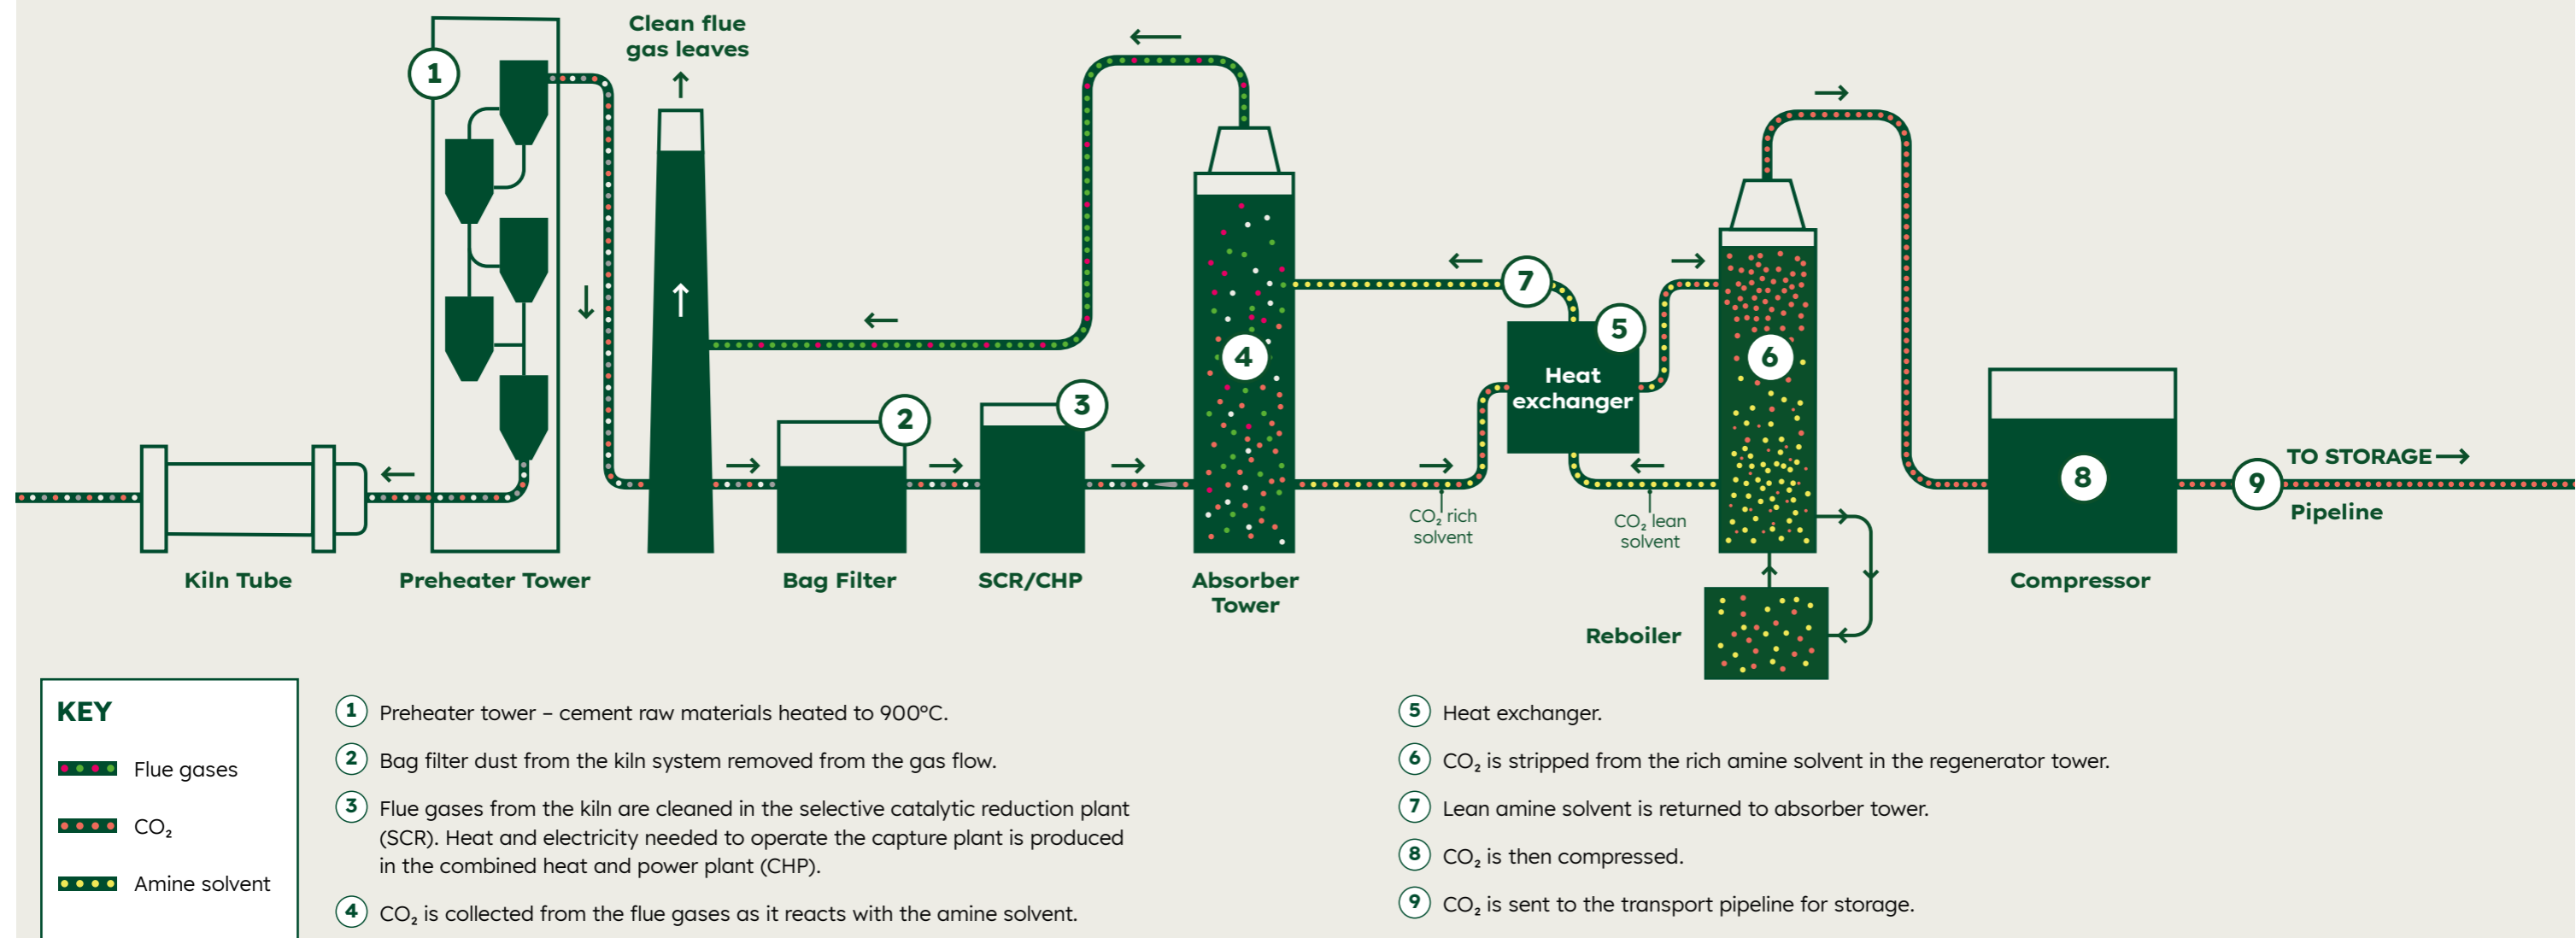 Clean flue
gas leaves
1
2
3
4
5
6
7
8
9
Heat
exchanger
CO₂ rich
solvent
CO₂ lean
solvent
TO STORAGE
Pipeline
Kiln Tube
Preheater Tower
Bag Filter
SCR/CHP
Absorber
Tower
Reboiler
Compressor
KEY
Flue gases
CO₂
Amine solvent
1 Preheater tower – cement raw materials heated to 900°C.
2 Bag filter dust from the kiln system removed from the gas flow.
3 Flue gases from the kiln are cleaned in the selective catalytic reduction plant
(SCR). Heat and electricity needed to operate the capture plant is produced
in the combined heat and power plant (CHP).
4 CO₂ is collected from the flue gases as it reacts with the amine solvent.
5 Heat exchanger.
6 CO₂ is stripped from the rich amine solvent in the regenerator tower.
7 Lean amine solvent is returned to absorber tower.
8 CO₂ is then compressed.
9 CO₂ is sent to the transport pipeline for storage.